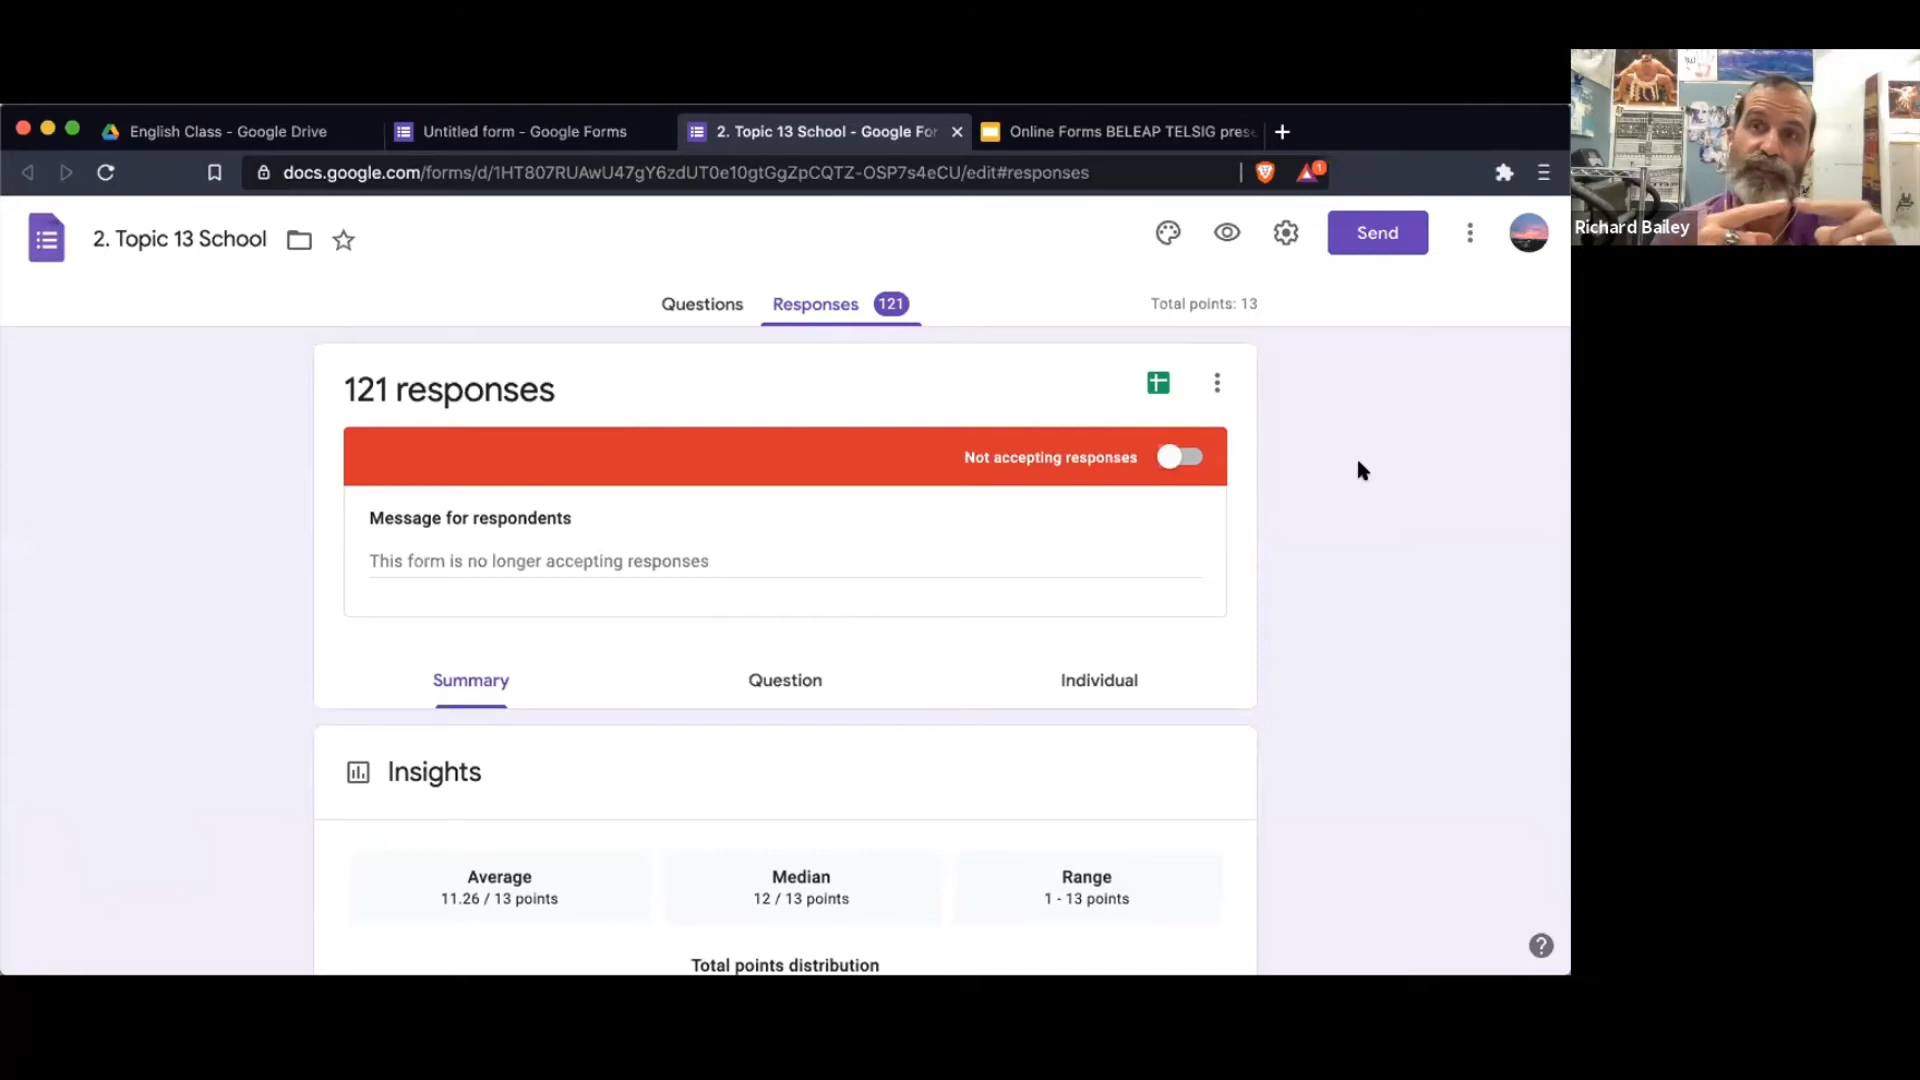 English Class - Google Drive
Untitled form - Google Forms
2. Topic 13 School - Google For
Online Forms BELEAP TELSIG prese
docs.google.com/forms/d/1HT807RUAwU47gY6zdUT0e10gtGgZpCQTZ-OSP7s4eCU/edit#responses
1
Richard Bailey
2. Topic 13 School
Send
Questions
Responses
121
Total points: 13
121 responses
Not accepting responses
Message for respondents
This form is no longer accepting responses
Summary
Question
Individual
Insights
Average
11.26 / 13 points
Median
12 / 13 points
Range
1 - 13 points
Total points distribution